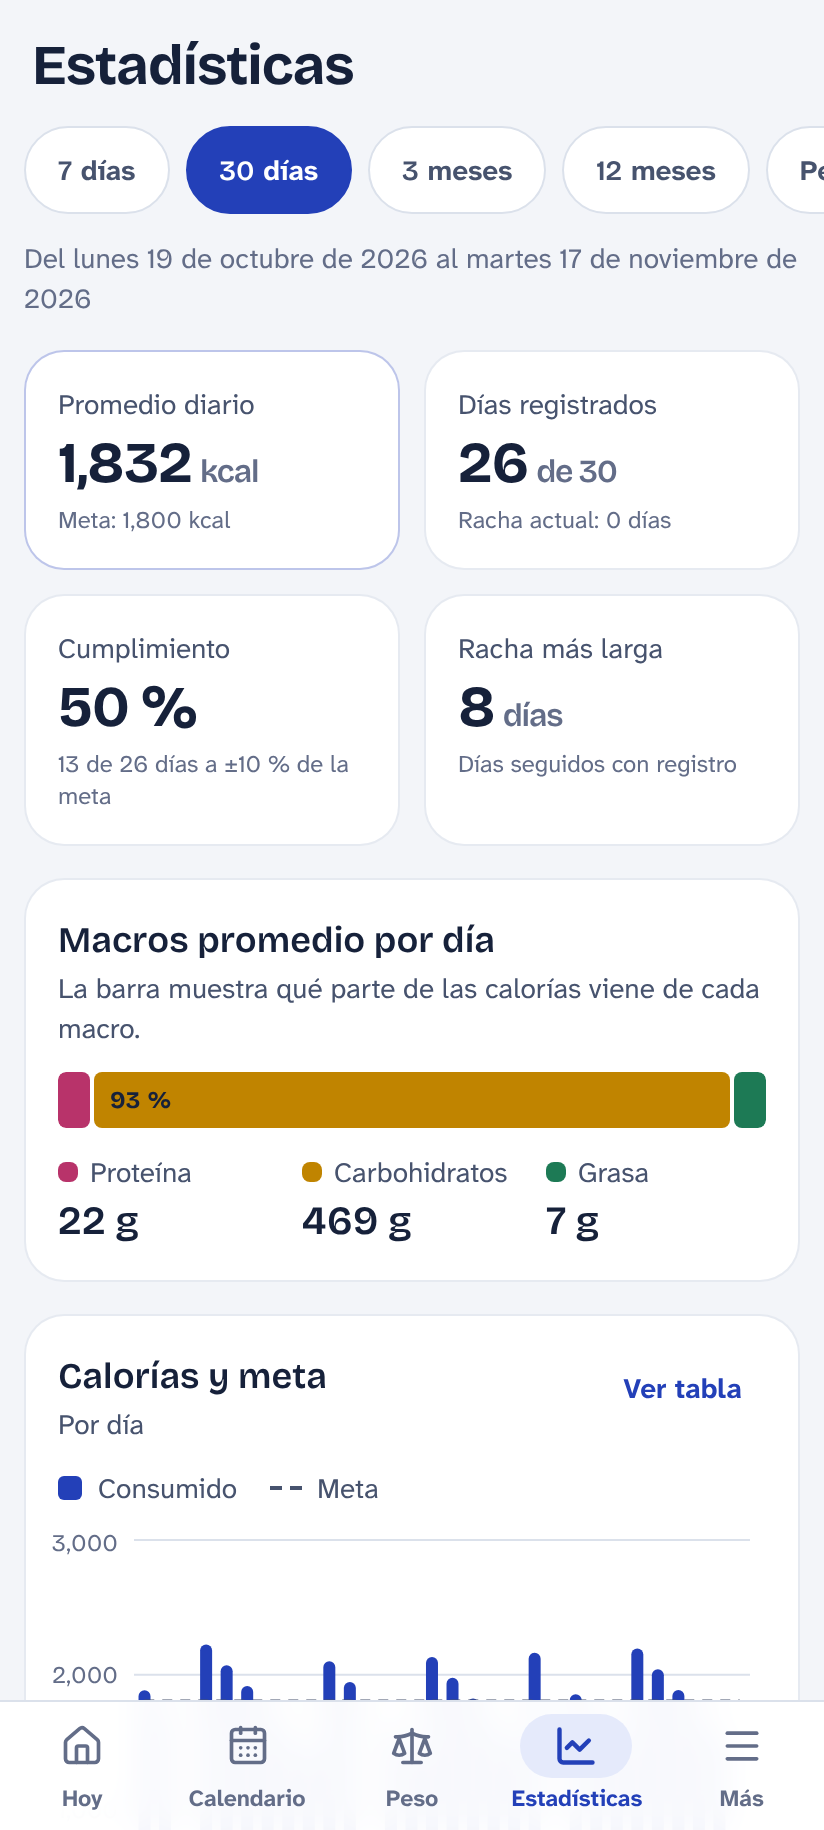 Estadísticas
7 días
30 días
3 meses
12 meses
Del lunes 19 de octubre de 2026 al martes 17 de noviembre de
2026
Promedio diario
1,832 kcal
Meta: 1,800 kcal
Días registrados
26 de 30
Racha actual: 0 días
Cumplimiento
50 %
13 de 26 días a ±10 % de la
meta
Racha más larga
8 días
Días seguidos con registro
Macros promedio por día
La barra muestra qué parte de las calorías viene de cada
macro.
93 %
Proteína
22 g
Carbohidratos
469 g
Grasa
7 g
Calorías y meta
Ver tabla
Por día
Consumido
Meta
3,000
2,000
Hoy
Calendario
Peso
Estadísticas
Más